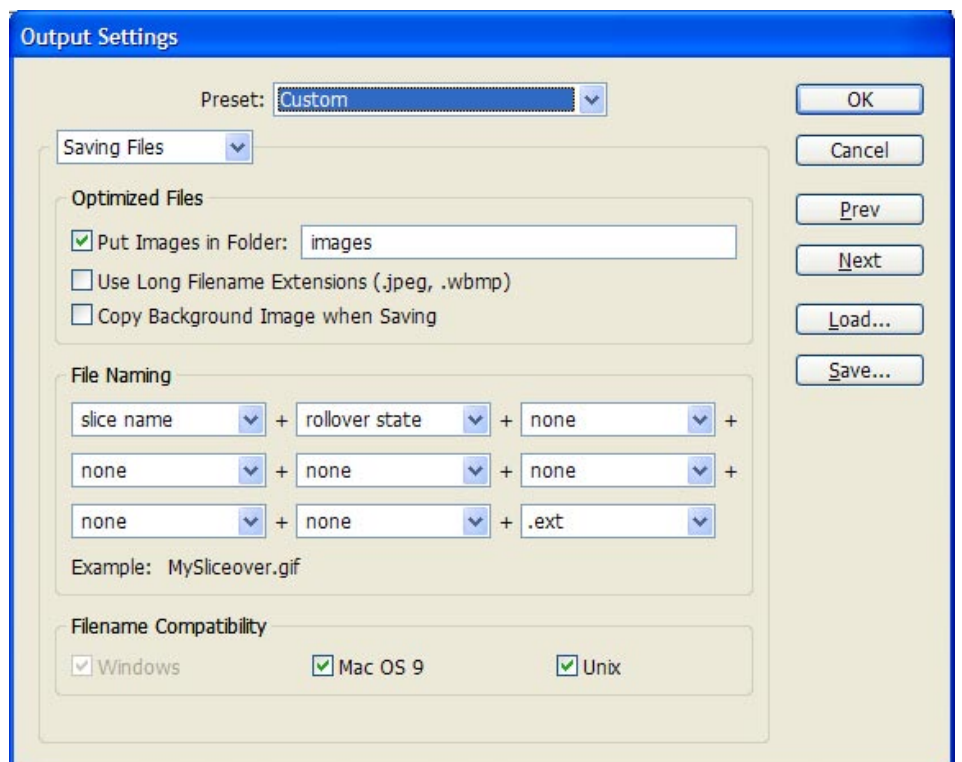 Output Settings
Preset: Custom
OK
Saving Files
Cancel
Optimized Files
Prev
Put Images in Folder: images
Next
Use Long Filename Extensions (.jpeg, .wbmp)
Copy Background Image when Saving
Load...
File Naming
Save...
slice name + rollover state + none +
none + none + none +
none + none + .ext
Example: MySliceover.gif
Filename Compatibility
Windows Mac OS 9 Unix